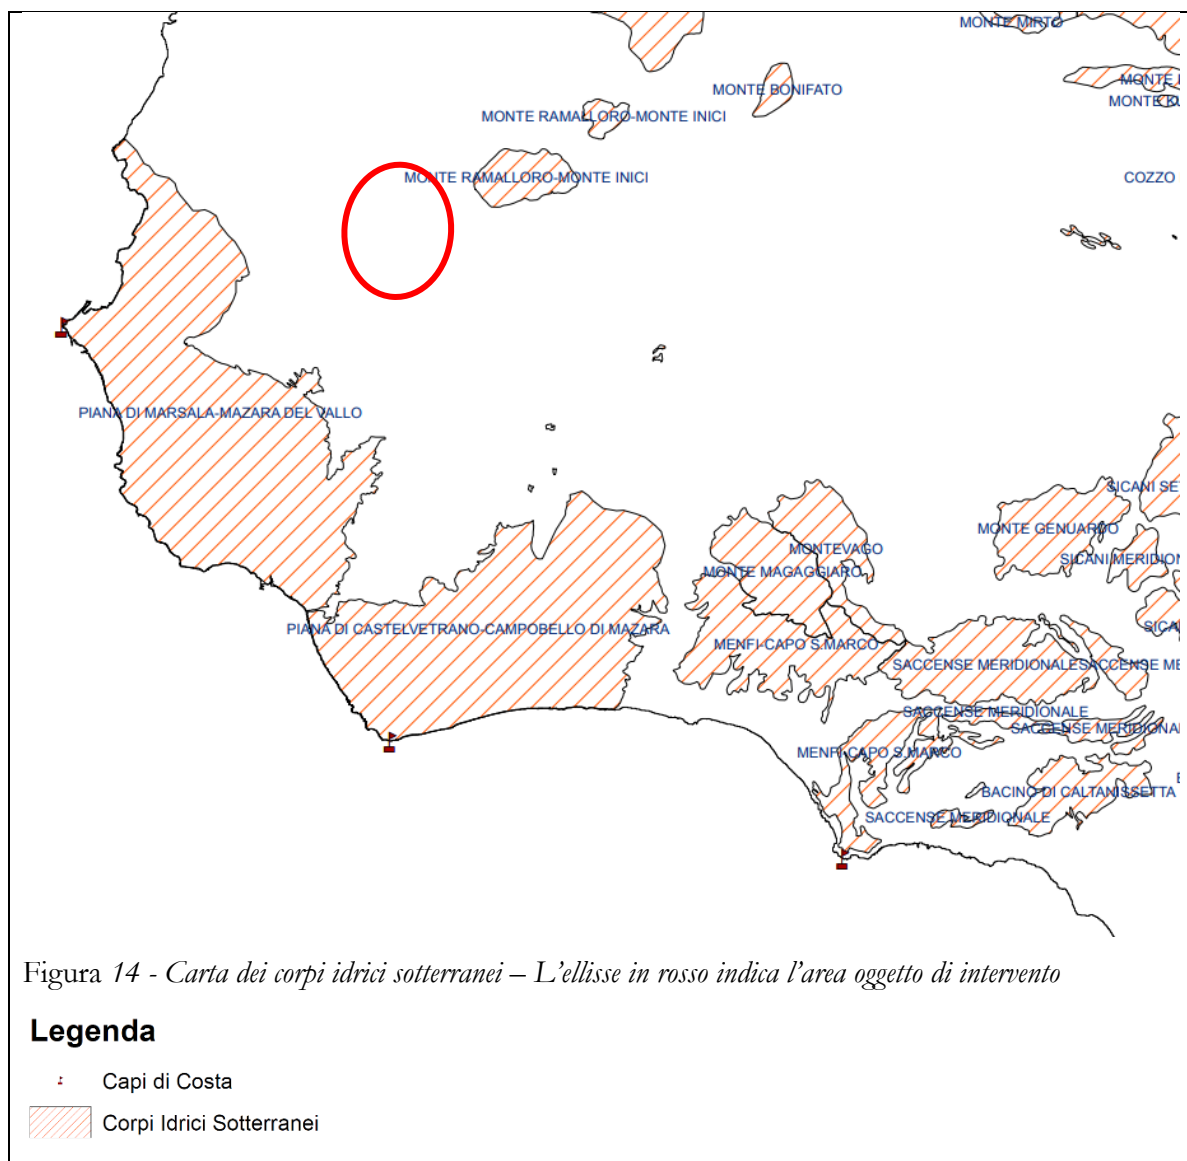 MONTE MIRTO
MONTE
MONTE BONIFATO
MONTE
MONTE RAMALLORO-MONTE INICI
MONTE RAMALLORO-MONTE INICI
COZZO
PIANA DI MARSALA-MAZARA DEL VALLO
SICANI SE
MONTE GENUARDO
MONTEVAGO
SICANI MERIDION
MONTE MAGAGGIARO
PIANA DI CASTELVETRANO-CAMPOBELLO DI MAZARA
SICA
MENFI-CAPO S.MARCO
SACCENSE MERIDIONALE
SACCENSE ME
SACCENSE MERIDIONALE
SACCENSE MERIDIONA
MENFI-CAPO S.MARCO
BACINO DI CALTANISSETTA
SACCENSE MERIDIONALE
Figura 14 - Carta dei corpi idrici sotterranei – L’ellisse in rosso indica l’area oggetto di intervento
Legenda
Capi di Costa
Corpi Idrici Sotterranei